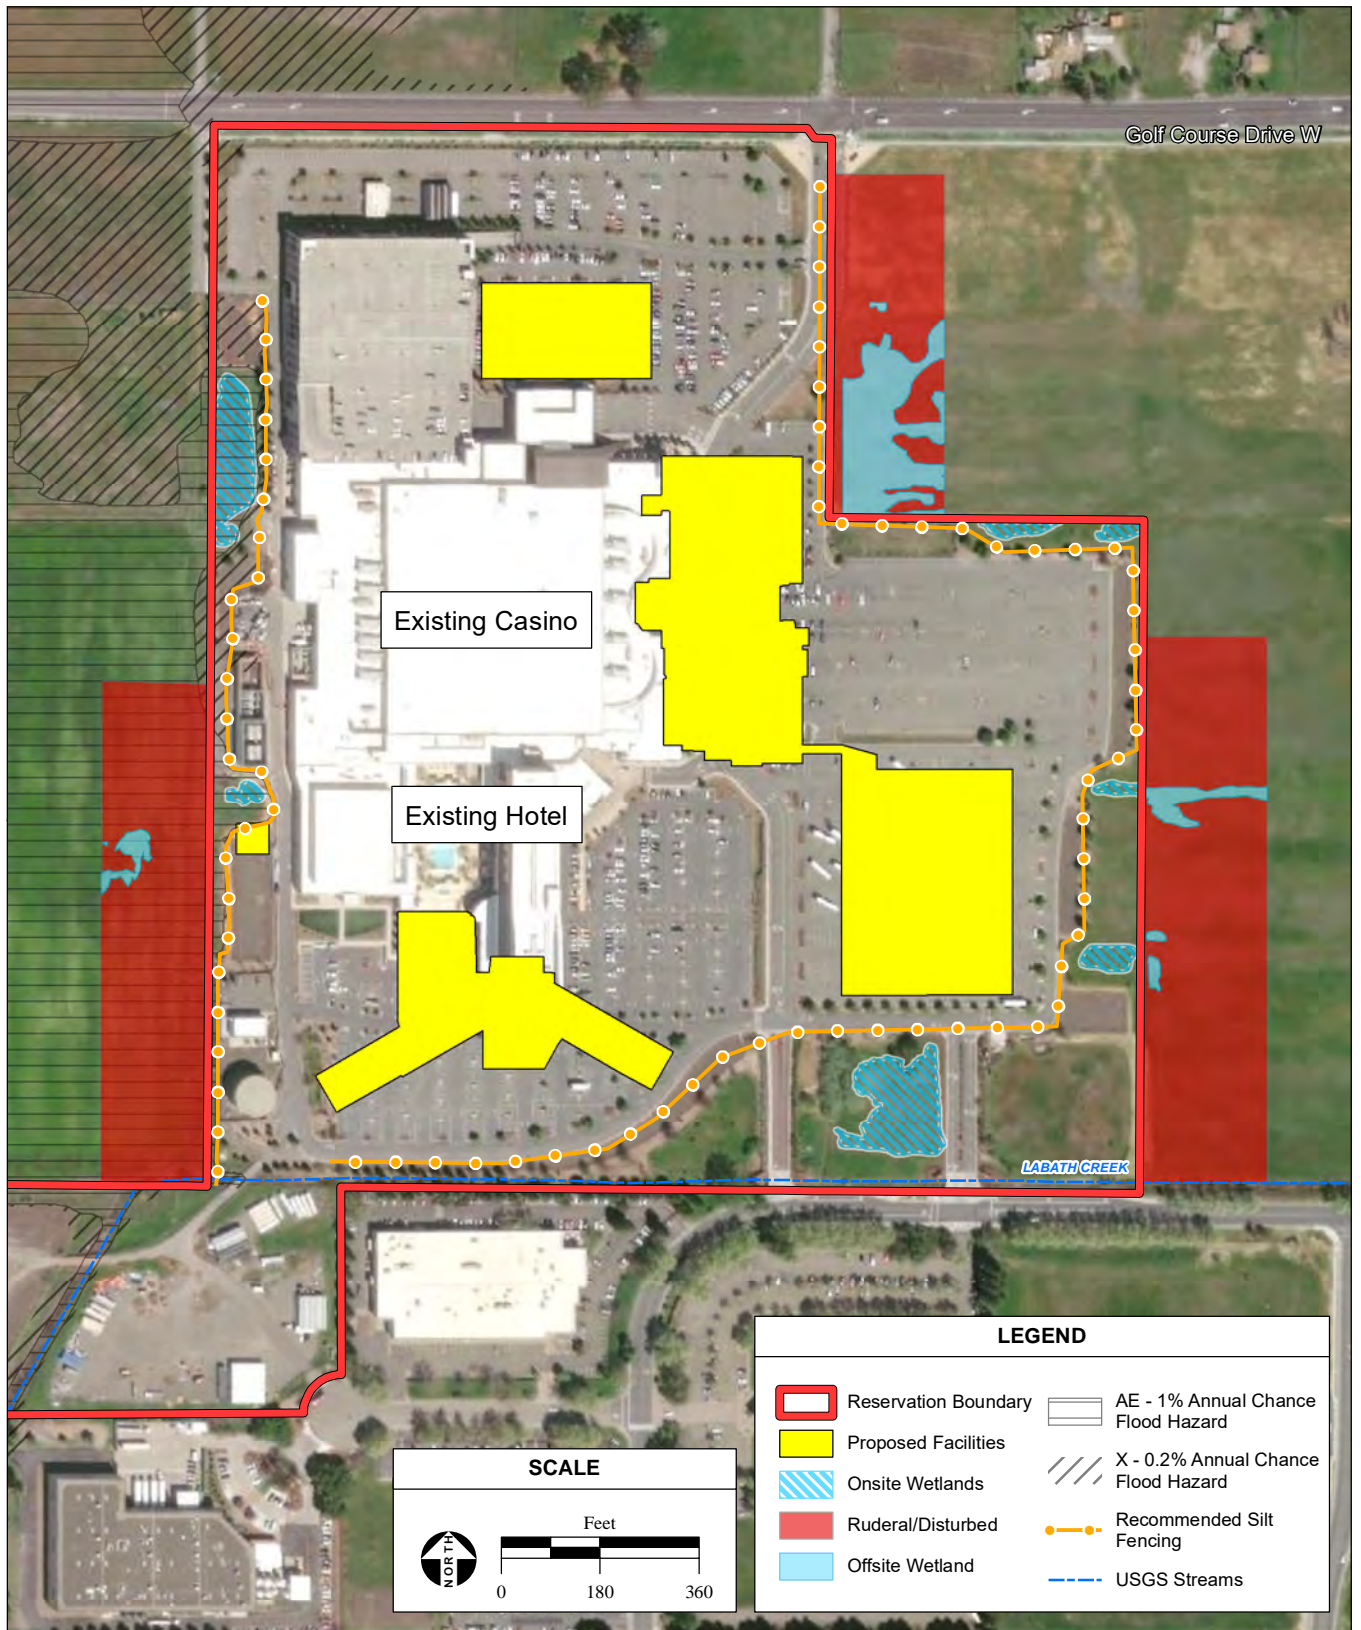 Golf Course Drive W
Existing Casino
Existing Hotel
LABATH CREEK
LEGEND
Reservation Boundary
Proposed Facilities
Onsite Wetlands
Ruderal/Disturbed
Offsite Wetland
AE - 1% Annual Chance
Flood Hazard
X - 0.2% Annual Chance
Flood Hazard
Recommended Silt
Fencing
USGS Streams
SCALE
Feet
NORTH
0 180 360